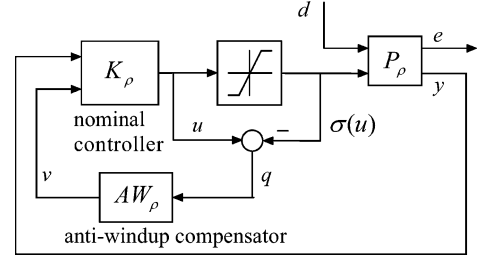 d
e
K_ρ
P_ρ
y
nominal
controller
u
−
σ(u)
v
q
AW_ρ
anti-windup compensator